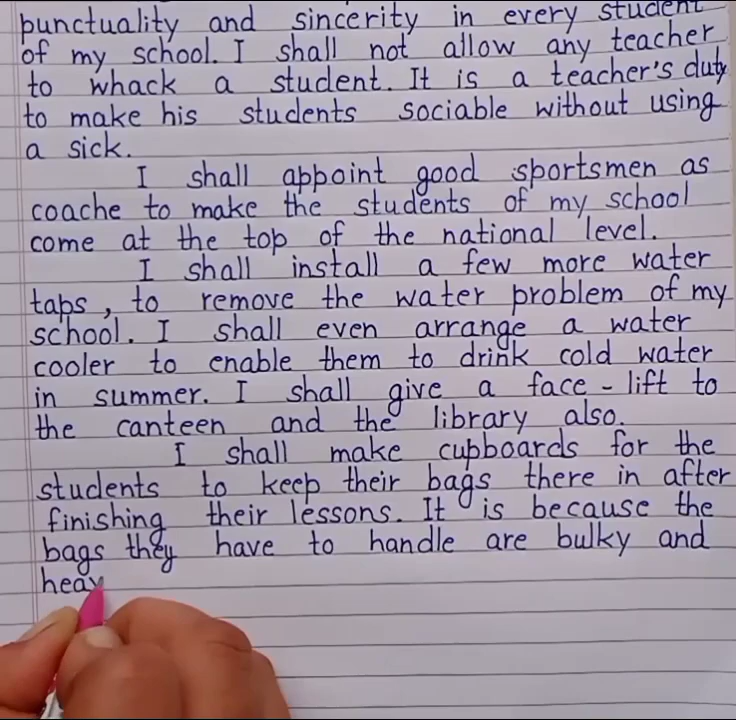 punctuality and sincerity in every student
of my school. I shall not allow any teacher
to whack a student. It is a teacher's duty
to make his students sociable without using
a sick.
I shall appoint good sportsmen as
coache to make the students of my school
come at the top of the national level.
I shall install a few more water
taps, to remove the water problem of my
school. I shall even arrange a water
cooler to enable them to drink cold water
in summer. I shall give a face-lift to
the canteen and the library also.
I shall make cupboards for the
students to keep their bags there in after
finishing their lessons. It is because the
bags they have to handle are bulky and
heav